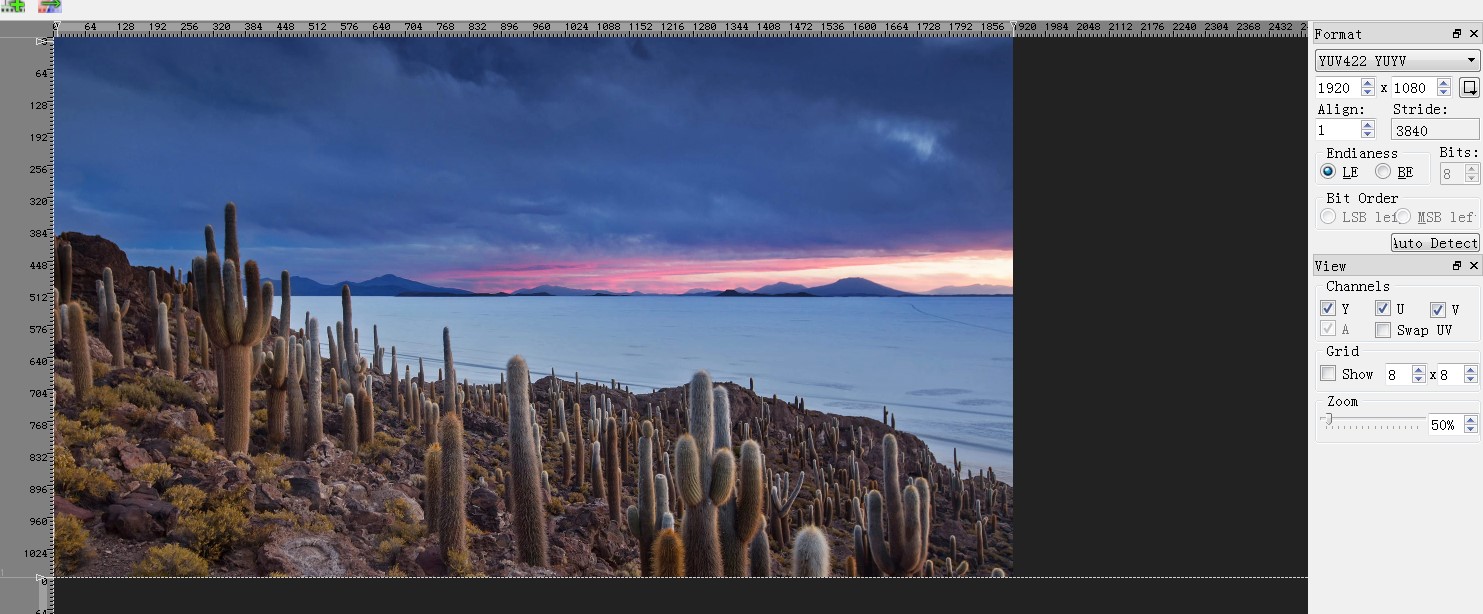 64 128 192 256 320 384 448 512 576 640 704 768 832 896 960 1024 1088 1152 1216 1280 1344 1408 1472 1536 1600 1664 1728 1792 1856 1920 1984 2048 2112 2176 2240 2304 2368 2432
0
64
128
192
256
320
384
448
512
576
640
704
768
832
896
960
1024
0
64
1
Format
YUV422 YUYV
1920 x 1080
Align: Stride:
1 3840
Endianess Bits:
LE BE 8
Bit Order
LSB lef MSB lef
Auto Detect
View
Channels
Y U V
A Swap UV
Grid
Show 8 x 8
Zoom
50%